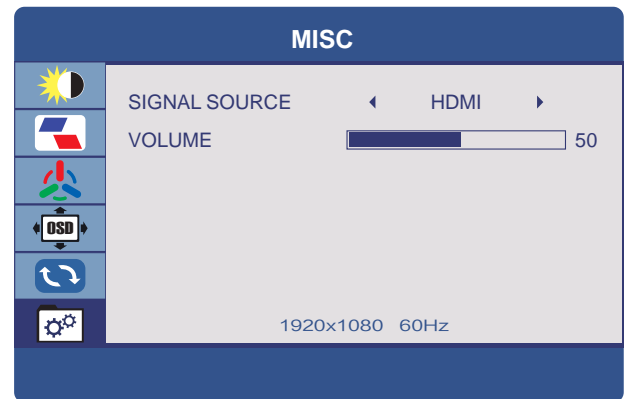 MISC
SIGNAL SOURCE HDMI
VOLUME 50
OSD
1920x1080 60Hz